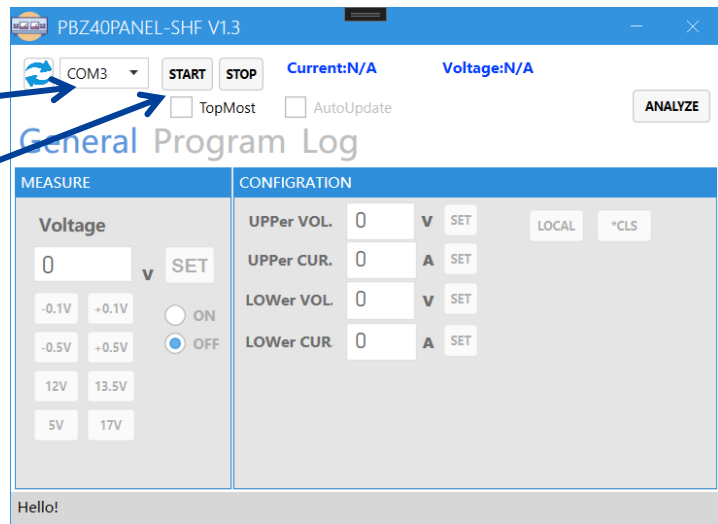 PBZ40PANEL-SHF V1.3
COM3 START STOP Current:N/A Voltage:N/A
TopMost AutoUpdate ANALYZE
General Program Log
MEASURE CONFIGRATION
Voltage UPPer VOL. 0 V SET LOCAL *CLS
0 V SET UPPer CUR. 0 A SET
-0.1V +0.1V ON LOWer VOL. 0 V SET
-0.5V +0.5V OFF LOWer CUR. 0 A SET
12V 13.5V
5V 17V
Hello!